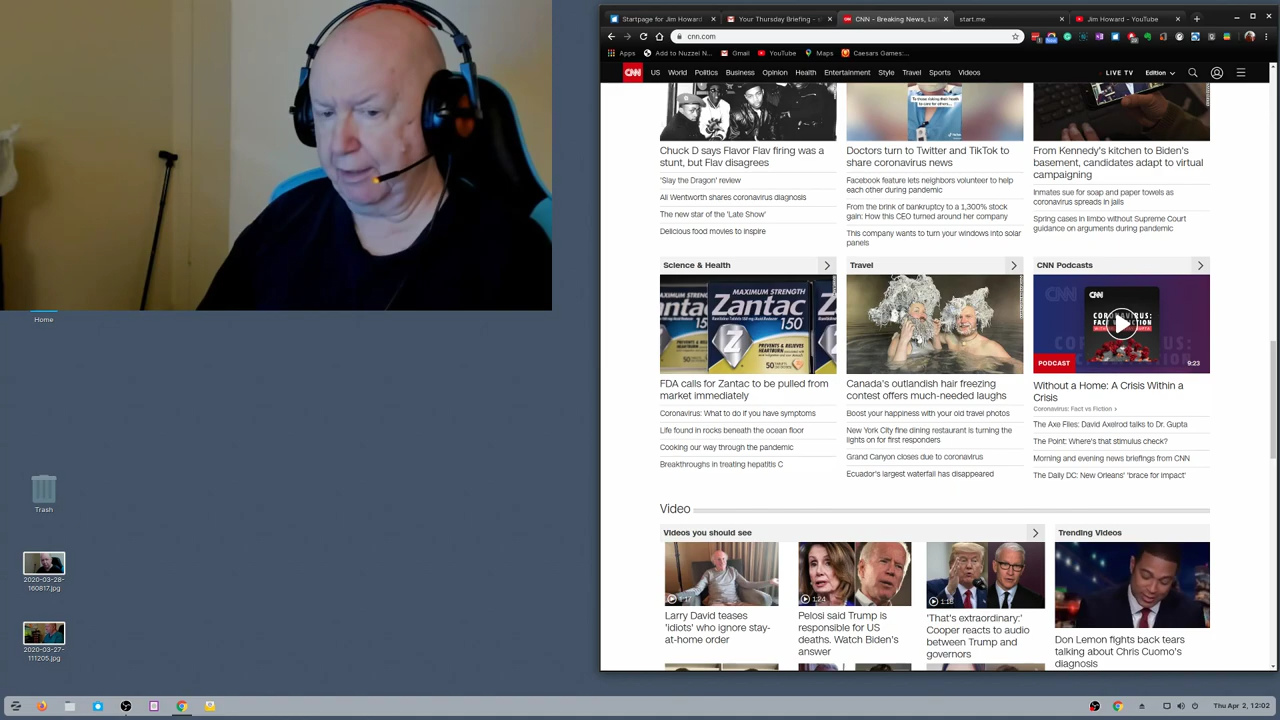 Startpage for Jim Howard
Your Thursday Briefing - s
CNN - Breaking News, Lat
start.me
Jim Howard - YouTube
cnn.com
Apps
Add to Nuzzel N...
Gmail
YouTube
Maps
Caesars Games:...
CNN
US
World
Politics
Business
Opinion
Health
Entertainment
Style
Travel
Sports
Videos
LIVE TV
Edition
Chuck D says Flavor Flav firing was a
stunt, but Flav disagrees
'Slay the Dragon' review
Ali Wentworth shares coronavirus diagnosis
The new star of the 'Late Show'
Delicious food movies to inspire
Doctors turn to Twitter and TikTok to
share coronavirus news
Facebook feature lets neighbors volunteer to help
each other during pandemic
From the brink of bankruptcy to a 1,300% stock
gain: How this CEO turned around her company
This company wants to turn your windows into solar
panels
From Kennedy's kitchen to Biden's
basement, candidates adapt to virtual
campaigning
Inmates sue for soap and paper towels as
coronavirus spreads in jails
Spring cases in limbo without Supreme Court
guidance on arguments during pandemic
Science & Health
MAXIMUM STRENGTH
Zantac
150
PREVENTS & RELIEVES
HEARTBURN
FDA calls for Zantac to be pulled from
market immediately
Coronavirus: What to do if you have symptoms
Life found in rocks beneath the ocean floor
Cooking our way through the pandemic
Breakthroughs in treating hepatitis C
Travel
Canada's outlandish hair freezing
contest offers much-needed laughs
Boost your happiness with your old travel photos
New York City fine dining restaurant is turning the
lights on for first responders
Grand Canyon closes due to coronavirus
Ecuador's largest waterfall has disappeared
CNN Podcasts
CNN
PODCAST
9:23
Without a Home: A Crisis Within a
Crisis
Coronavirus: Fact vs Fiction
The Axe Files: David Axelrod talks to Dr. Gupta
The Point: Where's that stimulus check?
Morning and evening news briefings from CNN
The Daily DC: New Orleans' 'brace for impact'
Video
Videos you should see
Trending Videos
1:17
Larry David teases
'idiots' who ignore stay-
at-home order
1:24
Pelosi said Trump is
responsible for US
deaths. Watch Biden's
answer
1:16
'That's extraordinary:'
Cooper reacts to audio
between Trump and
governors
Don Lemon fights back tears
talking about Chris Cuomo's
diagnosis
Home
Trash
2020-03-28-
160817.jpg
2020-03-27-
111205.jpg
Thu Apr 2, 12:02